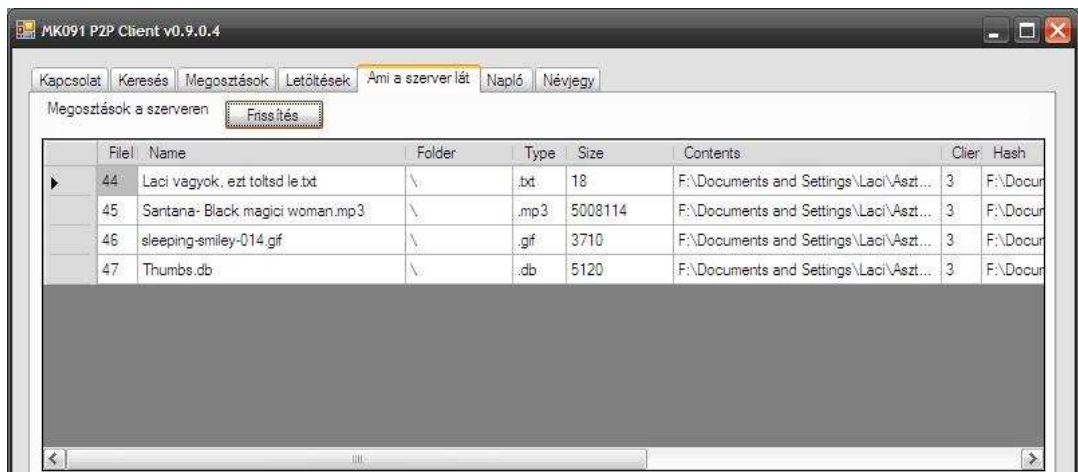 MK091 P2P Client v0.9.0.4
Kapcsolat Keresés Megosztások Letöltések Ami a szerver lát Napló Névjegy
Megosztások a szerveren Frissítés
FileI Name Folder Type Size Contents Clier Hash
44 Laci vagyok, ezt toltsd le.txt \ .txt 18 F:\Documents and Settings\Laci\Aszt... 3 F:\Docur
45 Santana- Black magici woman.mp3 \ .mp3 5008114 F:\Documents and Settings\Laci\Aszt... 3 F:\Docur
46 sleeping-smiley-014.gif \ .gif 3710 F:\Documents and Settings\Laci\Aszt... 3 F:\Docur
47 Thumbs.db \ .db 5120 F:\Documents and Settings\Laci\Aszt... 3 F:\Docur